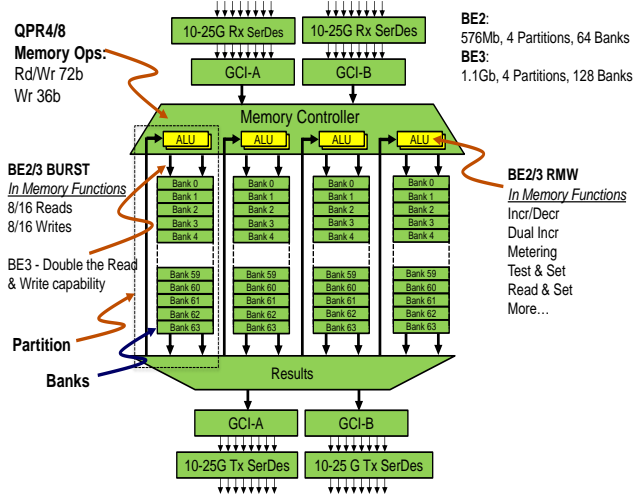 QPR4/8
Memory Ops:
Rd/Wr 72b
Wr 36b
10-25G Rx SerDes
10-25G Rx SerDes
GCI-A
GCI-B
BE2:
576Mb, 4 Partitions, 64 Banks
BE3:
1.1Gb, 4 Partitions, 128 Banks
Memory Controller
ALU
ALU
ALU
ALU
BE2/3 BURST
In Memory Functions
8/16 Reads
8/16 Writes
BE3 - Double the Read
& Write capability
Partition
Banks
Bank 0
Bank 1
Bank 2
Bank 3
Bank 4
Bank 59
Bank 60
Bank 61
Bank 62
Bank 63
Bank 0
Bank 1
Bank 2
Bank 3
Bank 4
Bank 59
Bank 60
Bank 61
Bank 62
Bank 63
Bank 0
Bank 1
Bank 2
Bank 3
Bank 4
Bank 59
Bank 60
Bank 61
Bank 62
Bank 63
Bank 0
Bank 1
Bank 2
Bank 3
Bank 4
Bank 59
Bank 60
Bank 61
Bank 62
Bank 63
BE2/3 RMW
In Memory Functions
Incr/Decr
Dual Incr
Metering
Test & Set
Read & Set
More…
Results
GCI-A
GCI-B
10-25G Tx SerDes
10-25 G Tx SerDes